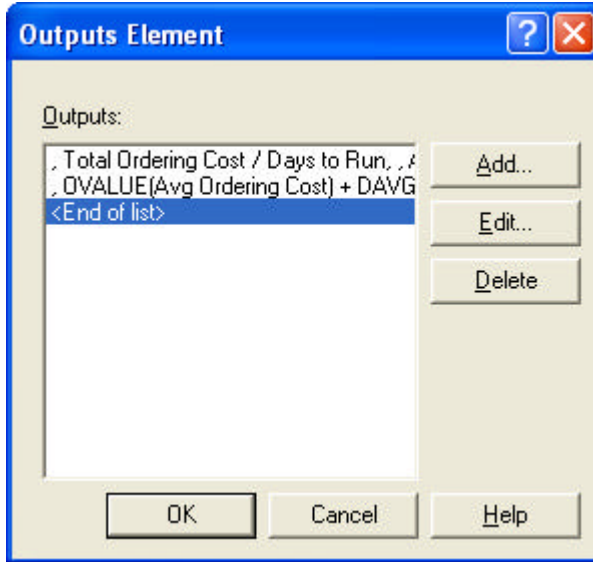 Outputs Element
Outputs:
, Total Ordering Cost / Days to Run, , A
, OVALUE(Avg Ordering Cost) + DAVG
<End of list>
Add...
Edit...
Delete
OK
Cancel
Help